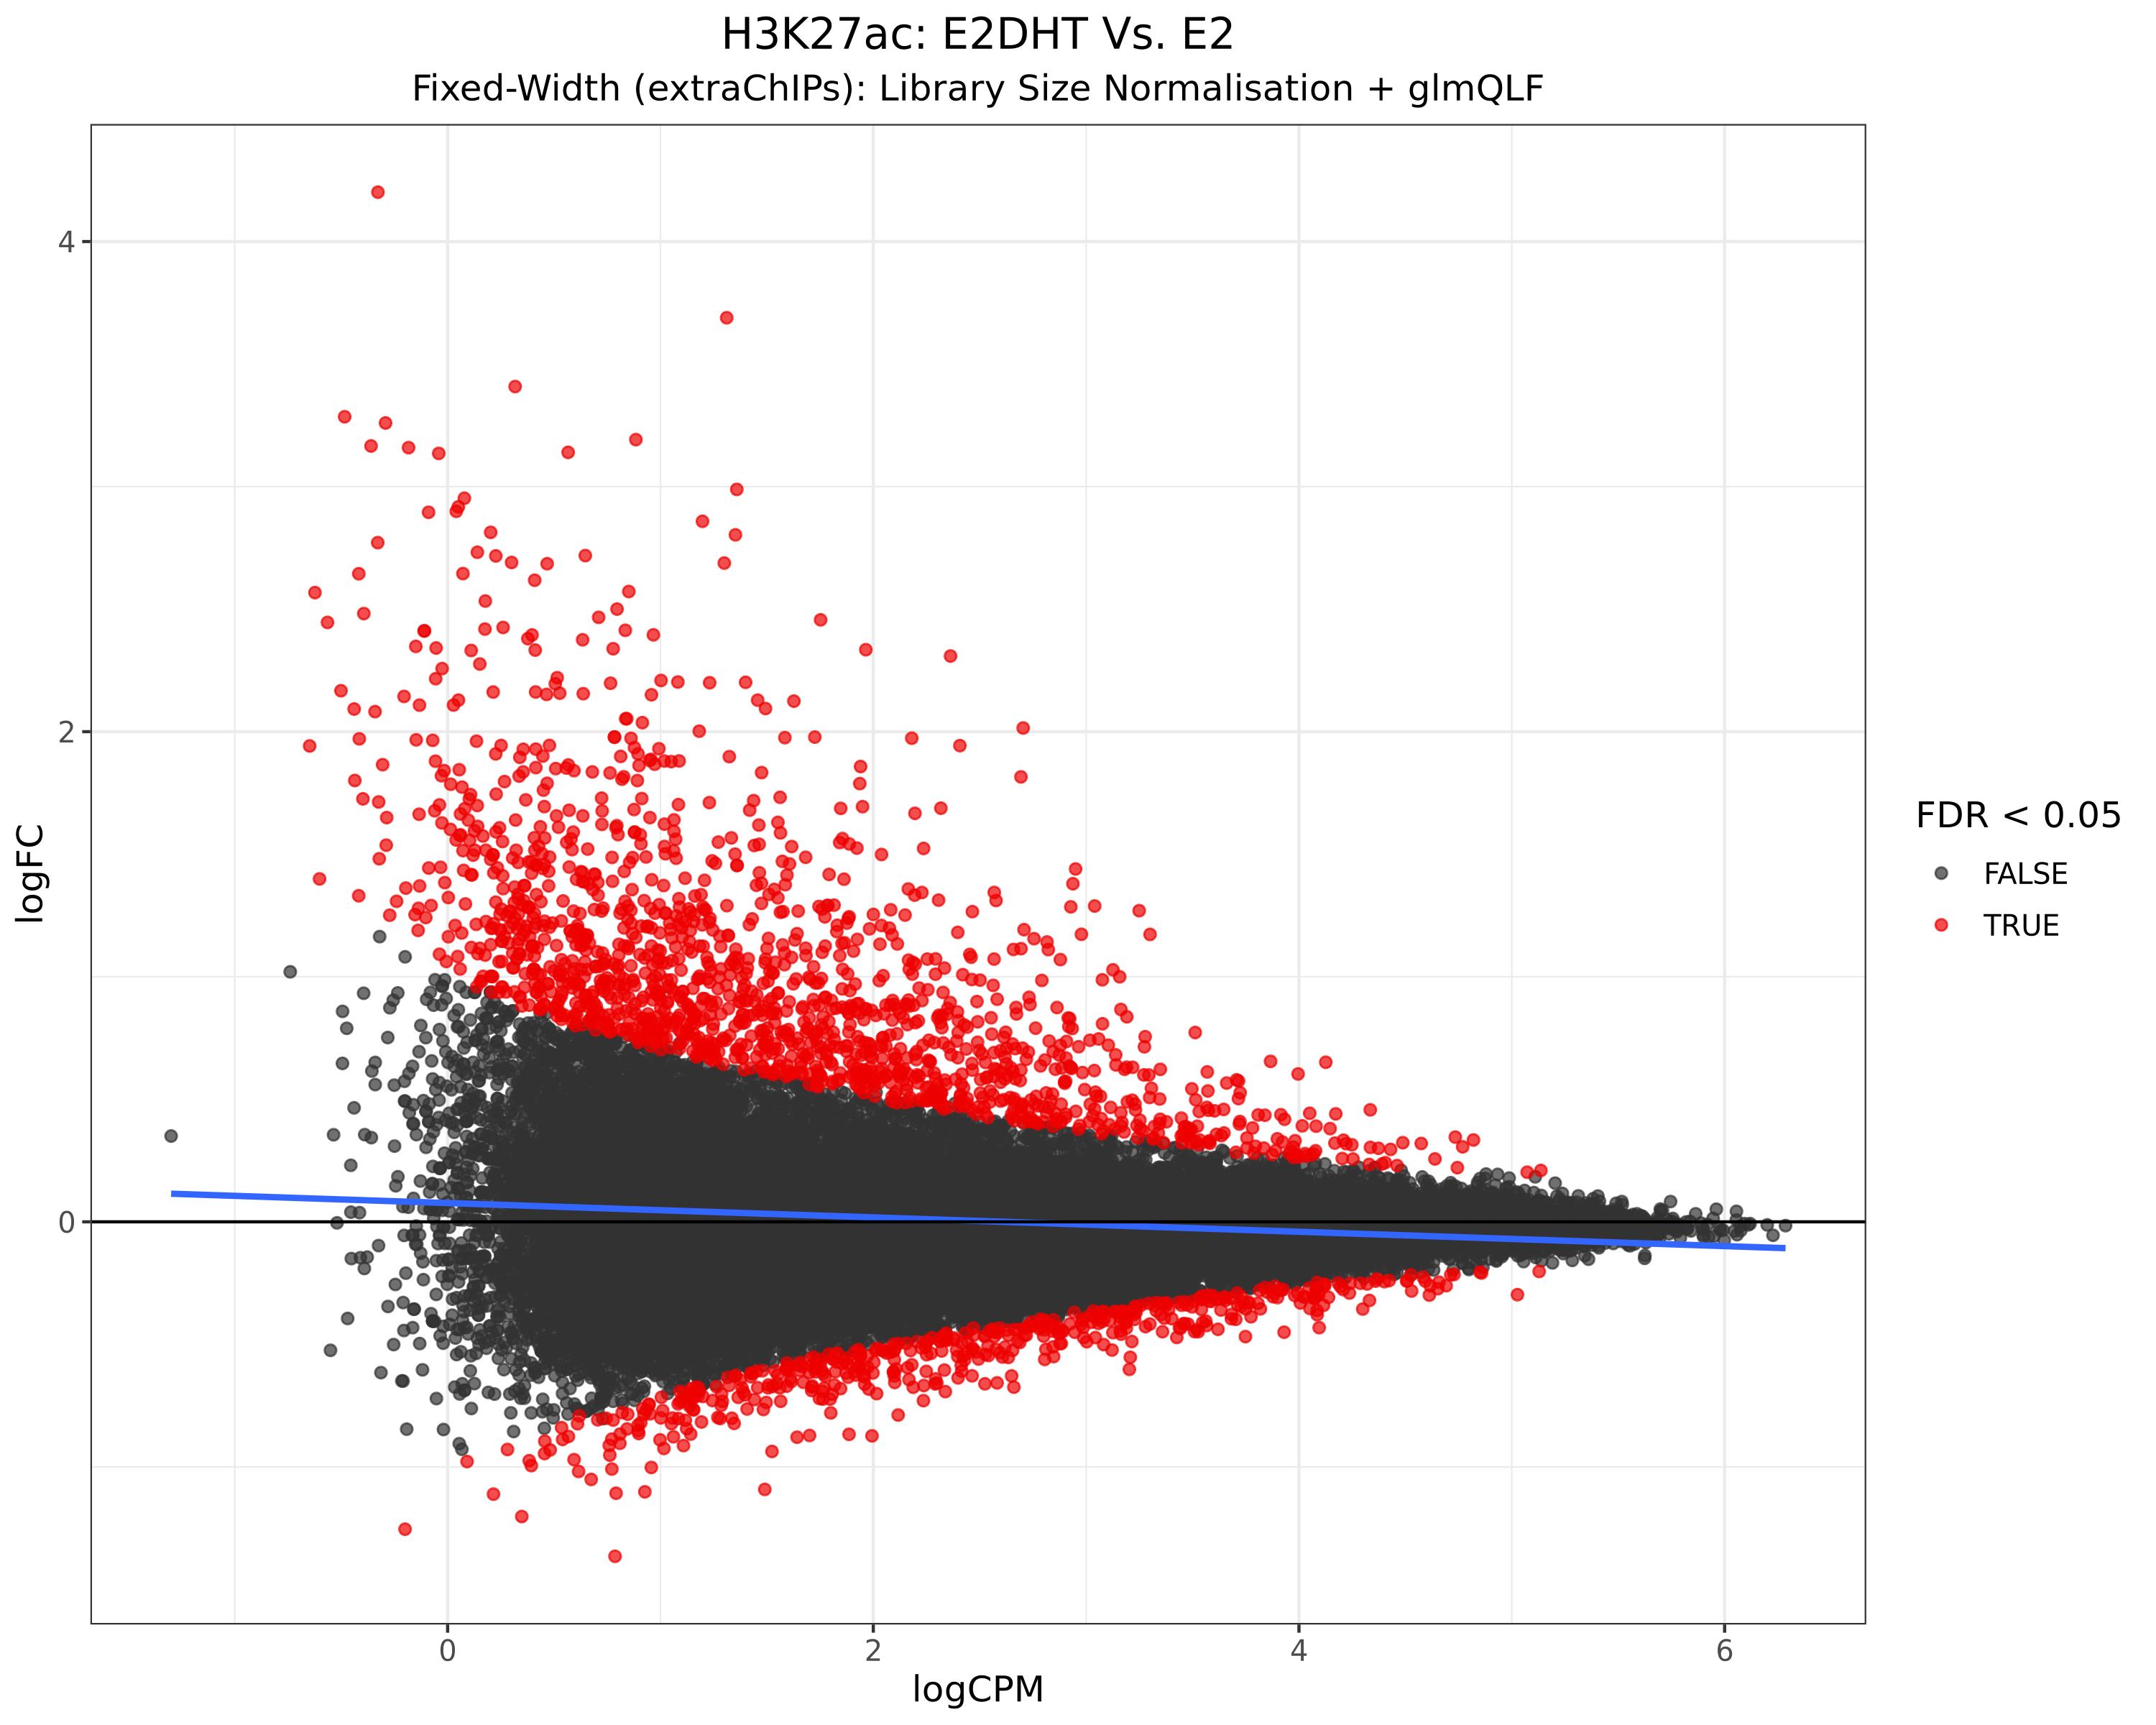 H3K27ac: E2DHT Vs. E2
Fixed-Width (extraChIPs): Library Size Normalisation + glmQLF
4
2
0
logFC
0 2 4 6
logCPM
FDR < 0.05
FALSE
TRUE